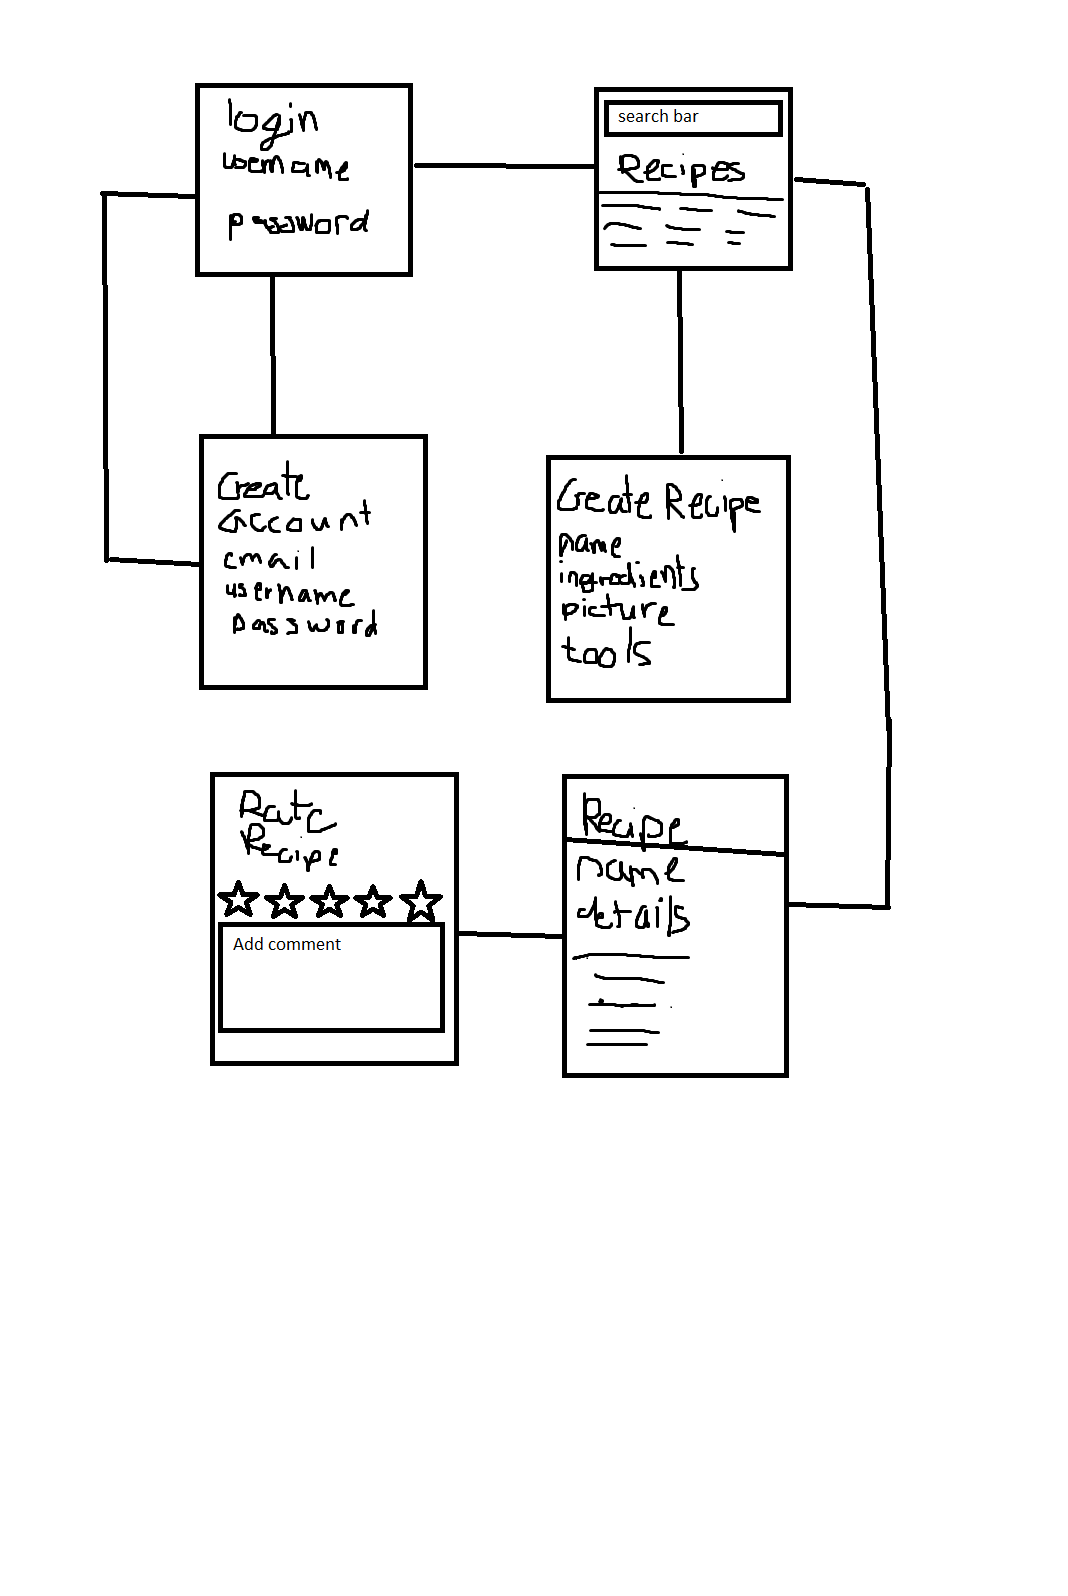 login
username
password
search bar
Recipes
Create
account
email
username
password
Create Recipe
name
ingredients
picture
tools
Rate
Recipe
Add comment
Recipe
name
details